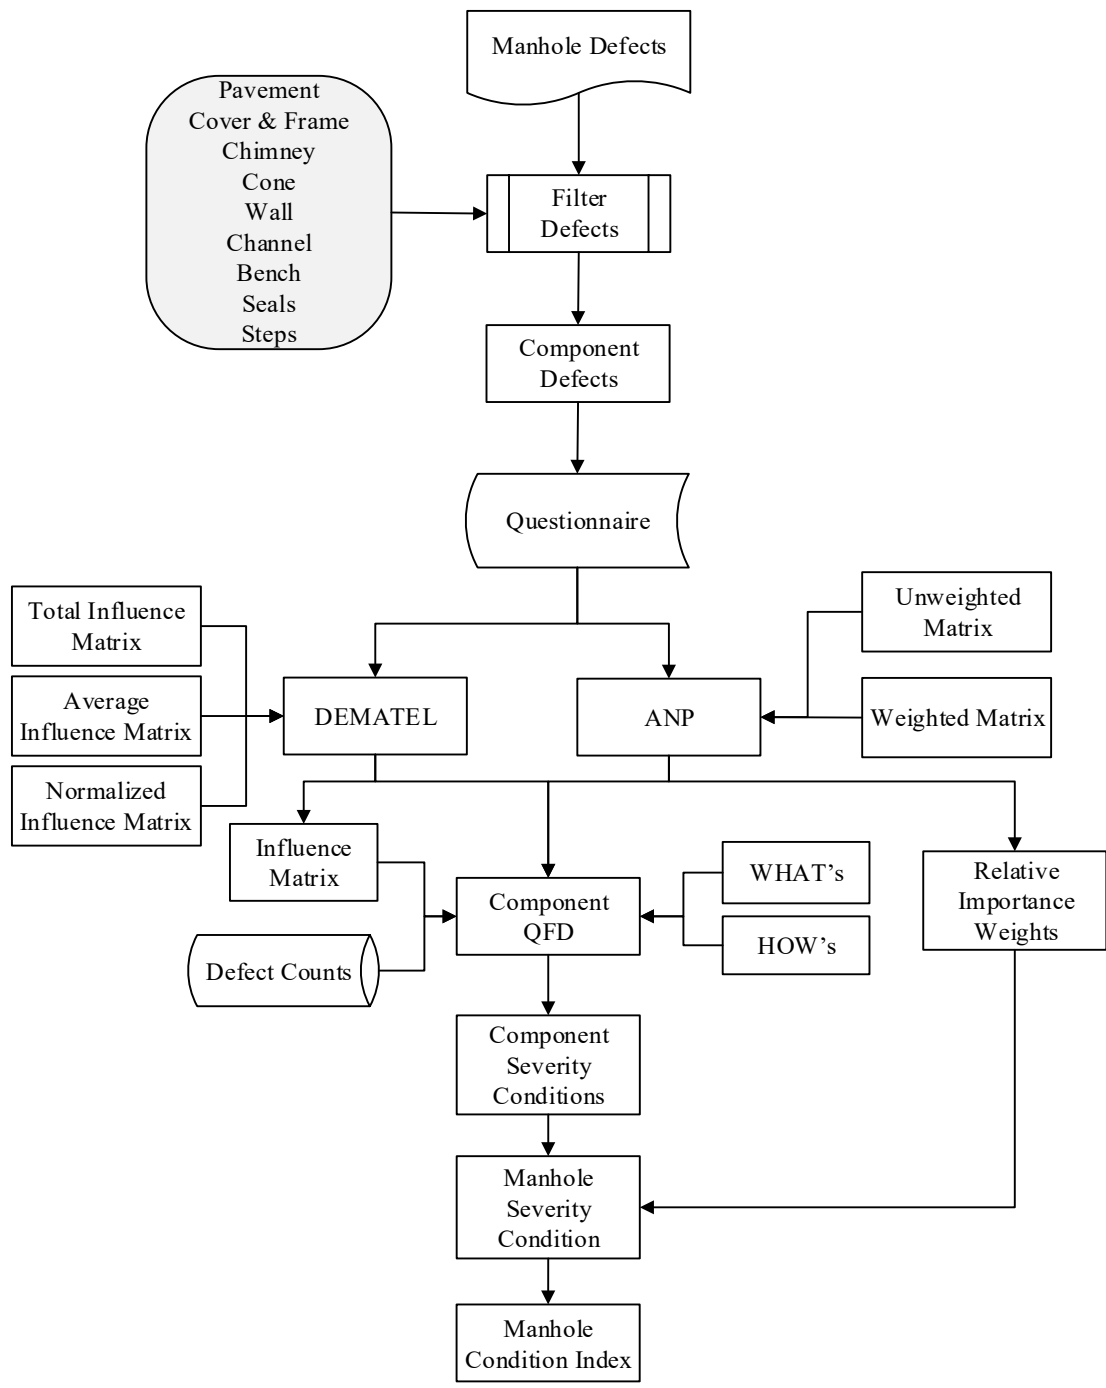 Manhole Defects
Pavement
Cover & Frame
Chimney
Cone
Wall
Channel
Bench
Seals
Steps
Filter
Defects
Component
Defects
Questionnaire
Total Influence
Matrix
Average
Influence Matrix
Normalized
Influence Matrix
DEMATEL
ANP
Unweighted
Matrix
Weighted Matrix
Influence
Matrix
Defect Counts
Component
QFD
WHAT’s
HOW’s
Relative
Importance
Weights
Component
Severity
Conditions
Manhole
Severity
Condition
Manhole
Condition Index